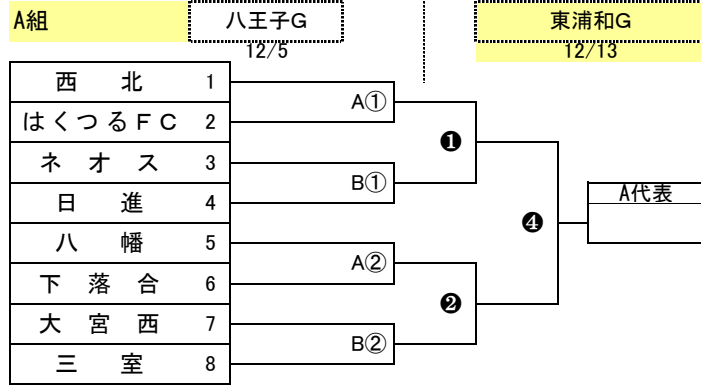 A組 八王子G 東浦和G
12/5 12/13
西北 1
A①
はくつるFC 2
❶
ネオス 3
B①
日進 4
A代表
❹
八幡 5
A②
下落合 6
❷
大宮西 7
B②
三室 8